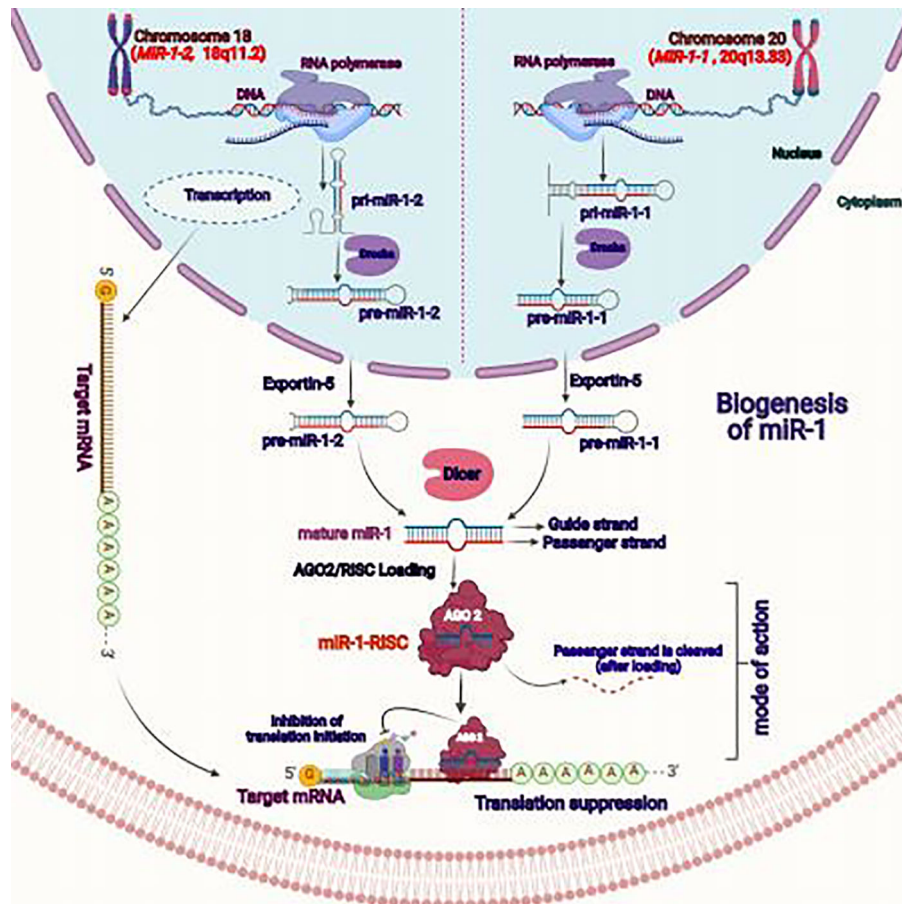 Chromosome 18
(MIR-1-2, 18q11.2)
RNA polymerase
DNA
Transcription
pri-miR-1-2
Drosha
pre-miR-1-2
Chromosome 20
(MIR-1-1, 20q13.33)
RNA polymerase
DNA
Nucleus
Cytoplasm
pri-miR-1-1
Drosha
pre-miR-1-1
5'
G
Target mRNA
A
A
A
A
A
A
3'
Exportin-5
Exportin-5
pre-miR-1-2
pre-miR-1-1
Biogenesis
of miR-1
Dicer
mature miR-1
Guide strand
Passenger strand
AGO2/RISC Loading
AGO 2
miR-1-RISC
Passenger strand is cleaved
(after loading)
mode of action
Inhibition of
translation initiation
5'
G
A A A A A A
3'
Target mRNA
Translation suppression